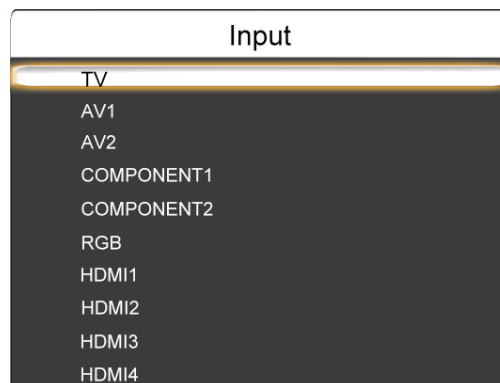 Input
TV
AV1
AV2
COMPONENT1
COMPONENT2
RGB
HDMI1
HDMI2
HDMI3
HDMI4